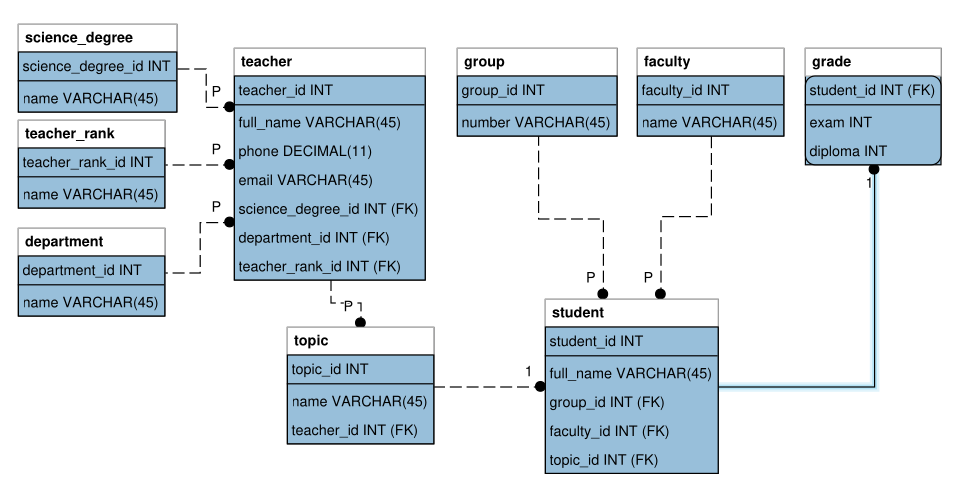 science_degree
science_degree_id INT
name VARCHAR(45)
teacher_rank
teacher_rank_id INT
name VARCHAR(45)
department
department_id INT
name VARCHAR(45)
P
P
P
teacher
teacher_id INT
full_name VARCHAR(45)
phone DECIMAL(11)
email VARCHAR(45)
science_degree_id INT (FK)
department_id INT (FK)
teacher_rank_id INT (FK)
P
topic
topic_id INT
name VARCHAR(45)
teacher_id INT (FK)
1
group
group_id INT
number VARCHAR(45)
P
faculty
faculty_id INT
name VARCHAR(45)
P
student
student_id INT
full_name VARCHAR(45)
group_id INT (FK)
faculty_id INT (FK)
topic_id INT (FK)
grade
student_id INT (FK)
exam INT
diploma INT
1